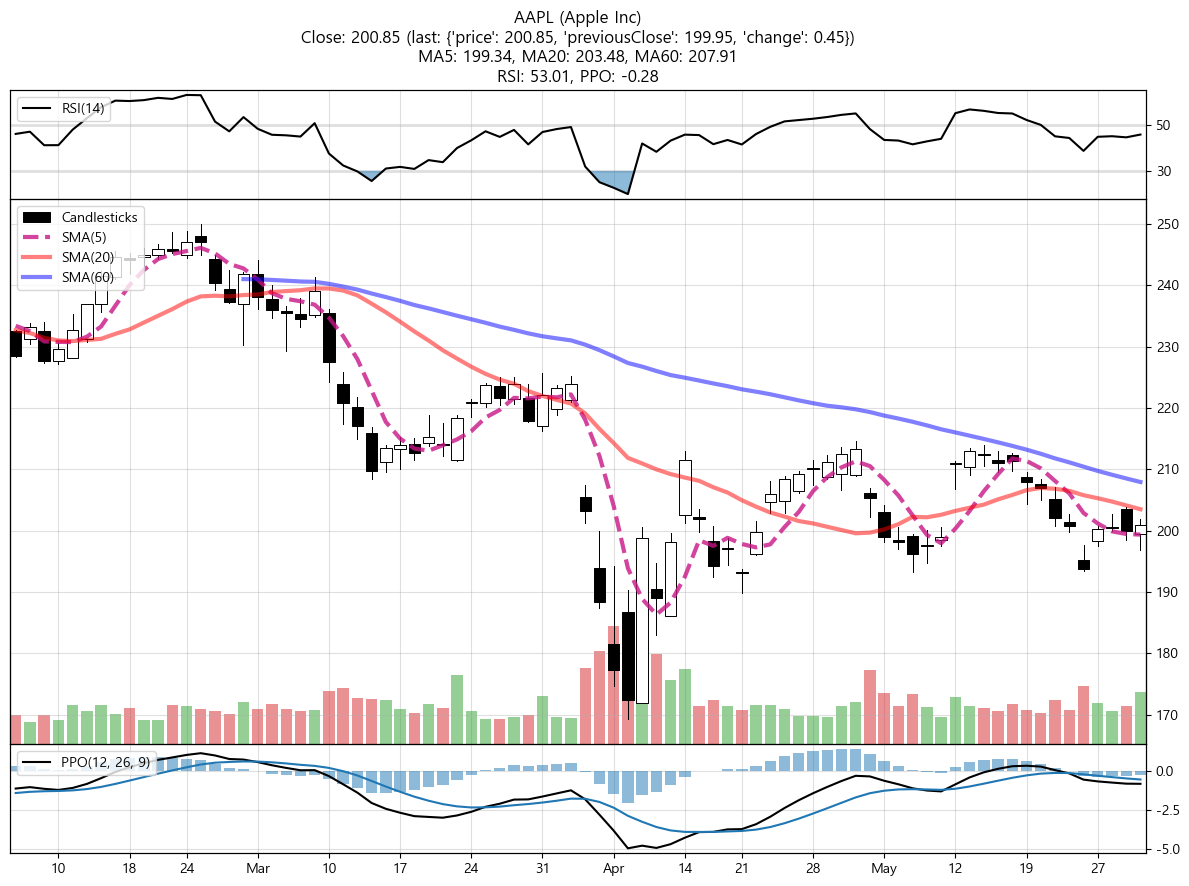 AAPL (Apple Inc)
Close: 200.85 (last: {'price': 200.85, 'previousClose': 199.95, 'change': 0.45})
MA5: 199.34, MA20: 203.48, MA60: 207.91
RSI: 53.01, PPO: -0.28
RSI(14)
50
30
Candlesticks
SMA(5)
SMA(20)
SMA(60)
250
240
230
220
210
200
190
180
170
PPO(12, 26, 9)
0.0
-2.5
-5.0
10 18 24 Mar 10 17 24 31 Apr 14 21 28 May 12 19 27